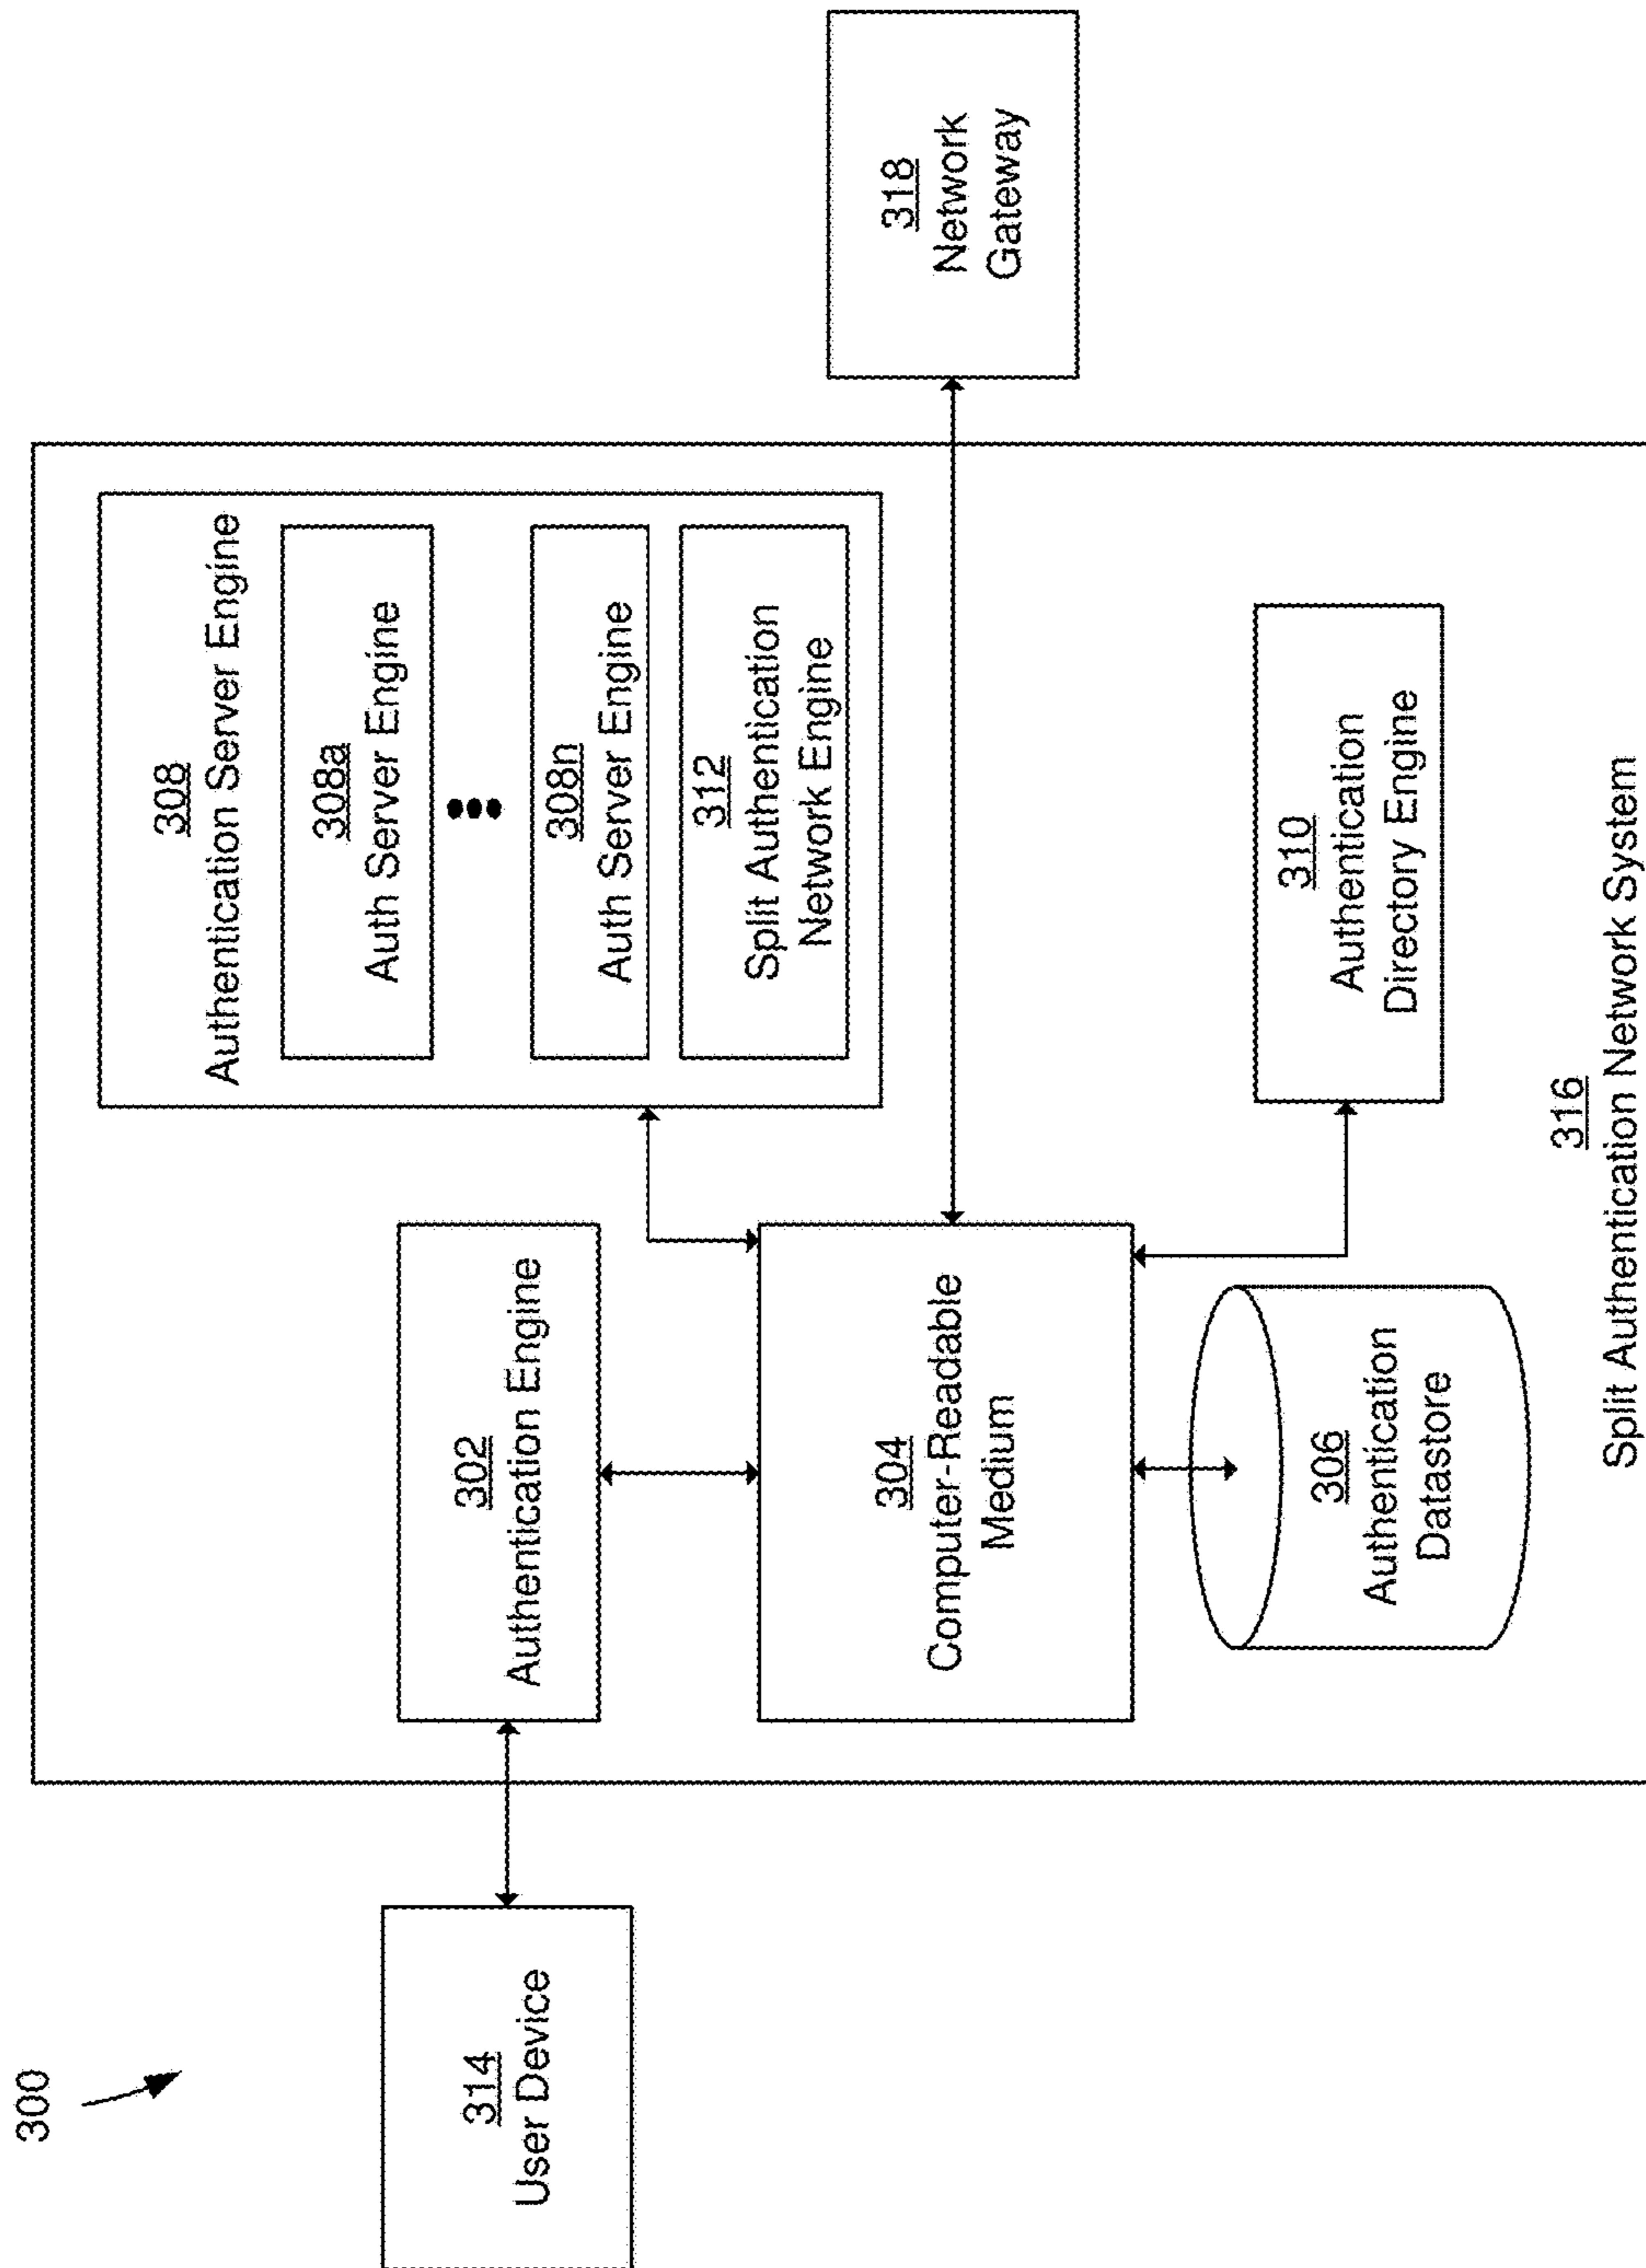 300
314
User Device
302
Authentication Engine
304
Computer-Readable
Medium
306
Authentication
Datastore
308
Authentication Server Engine
308a
Auth Server Engine
308n
Auth Server Engine
312
Split Authentication
Network Engine
310
Authentication
Directory Engine
316
Split Authentication Network System
318
Network
Gateway